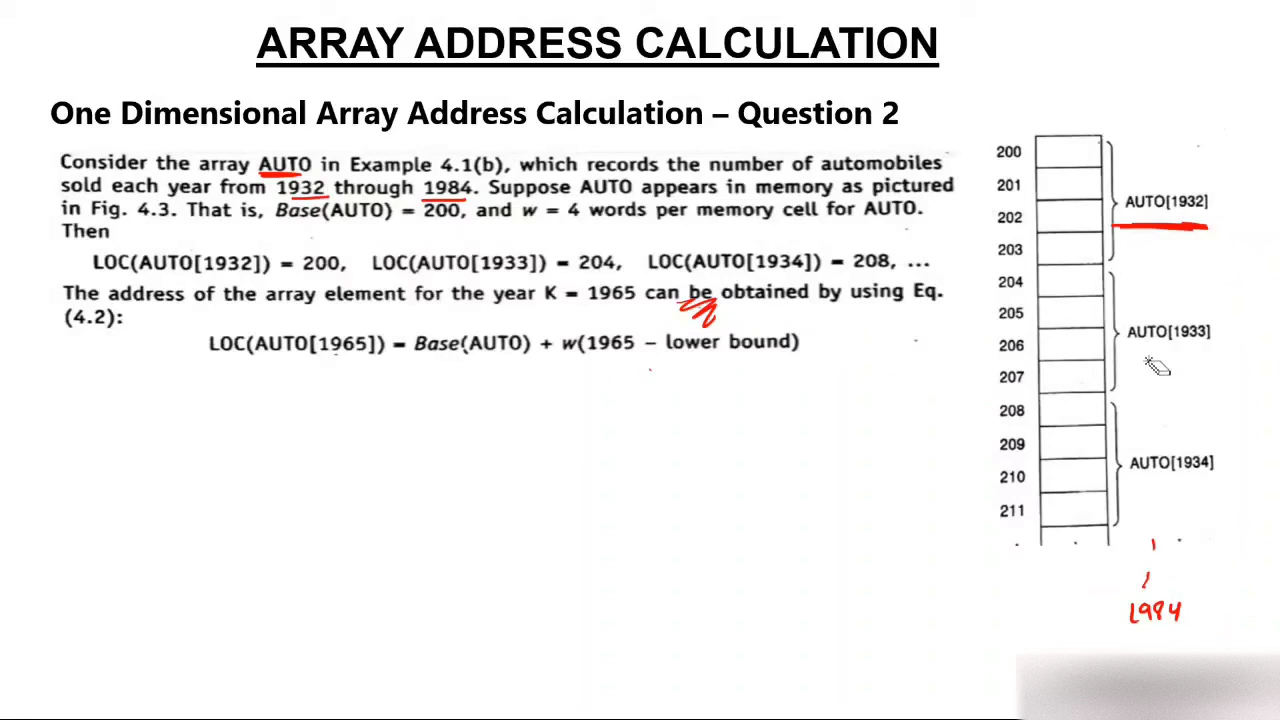 ARRAY ADDRESS CALCULATION
One Dimensional Array Address Calculation – Question 2
Consider the array AUTO in Example 4.1(b), which records the number of automobiles
sold each year from 1932 through 1984. Suppose AUTO appears in memory as pictured
in Fig. 4.3. That is, Base(AUTO) = 200, and w = 4 words per memory cell for AUTO.
Then
LOC(AUTO[1932]) = 200, LOC(AUTO[1933]) = 204, LOC(AUTO[1934]) = 208, ...
The address of the array element for the year K = 1965 can be obtained by using Eq.
(4.2):
LOC(AUTO[1965]) = Base(AUTO) + w(1965 – lower bound)
200
201
AUTO[1932]
202
203
204
205
AUTO[1933]
206
207
208
209
AUTO[1934]
210
211
1984